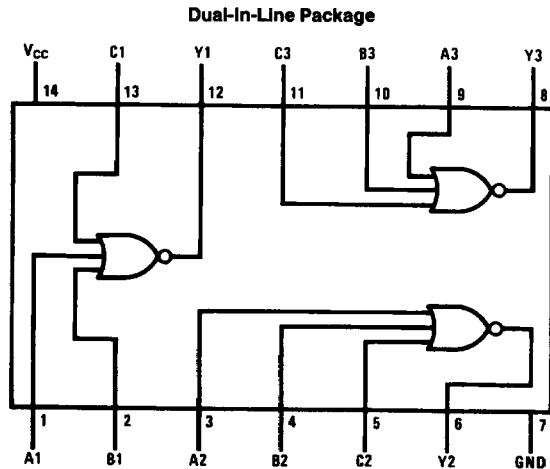 Dual-In-Line Package
VCC C1 Y1 C3 B3 A3 Y3
14 13 12 11 10 9 8
1 2 3 4 5 6 7
A1 B1 A2 B2 C2 Y2 GND